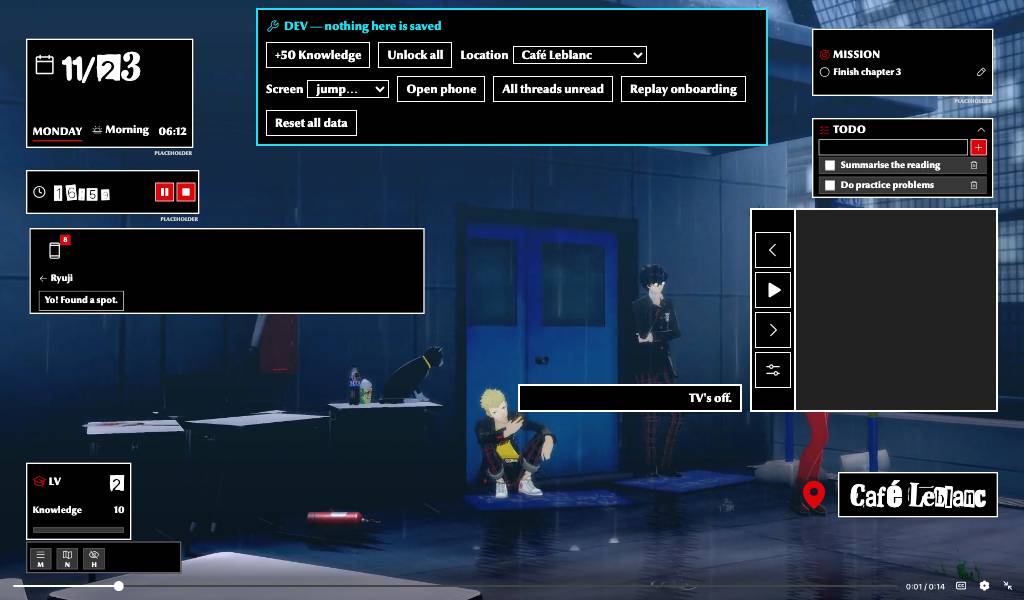 DEV — nothing here is saved
+50 Knowledge
Unlock all
Location
Café Leblanc
Screen
jump...
Open phone
All threads unread
Replay onboarding
Reset all data
11/23
MONDAY
Morning
06:12
PLACEHOLDER
PLACEHOLDER
8
← Ryuji
Yo! Found a spot.
MISSION
Finish chapter 3
PLACEHOLDER
TODO
+
Summarise the reading
Do practice problems
TV's off.
LV
2
Knowledge 10
M N H
Café Leblanc
0:01 / 0:14
CC